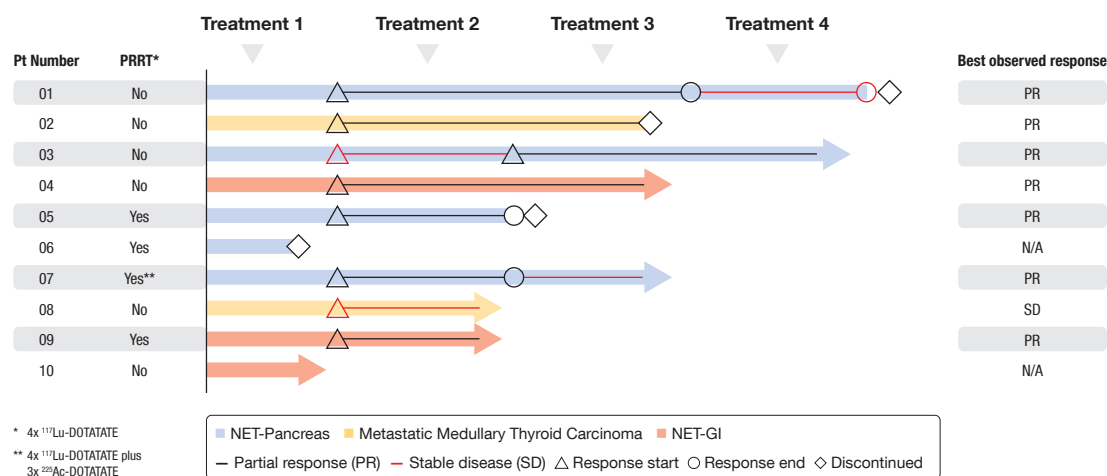 Treatment 1 Treatment 2 Treatment 3 Treatment 4
Pt Number PRRT* Best observed response
01 No PR
02 No PR
03 No PR
04 No PR
05 Yes PR
06 Yes N/A
07 Yes** PR
08 No SD
09 Yes PR
10 No N/A
* 4x ¹¹⁷Lu-DOTATATE
** 4x ¹¹⁷Lu-DOTATATE plus
3x ²²⁵Ac-DOTATATE
NET-Pancreas Metastatic Medullary Thyroid Carcinoma NET-GI
Partial response (PR) Stable disease (SD) Response start Response end Discontinued